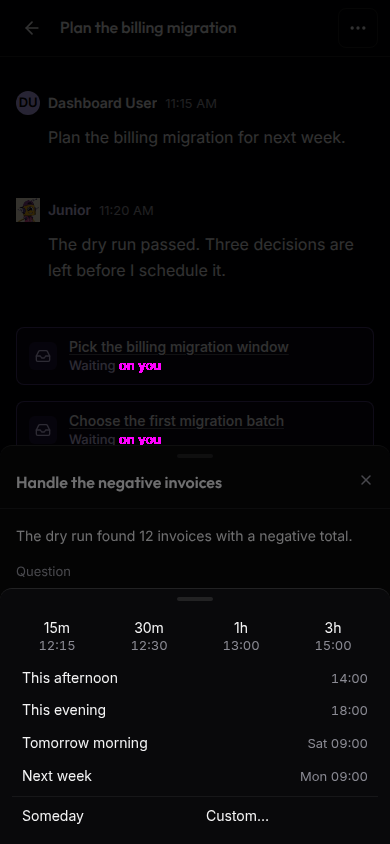 Plan the billing migration
DU Dashboard User 11:15 AM
Plan the billing migration for next week.
Junior 11:20 AM
The dry run passed. Three decisions are
left before I schedule it.
Pick the billing migration window
Waiting on you
Choose the first migration batch
Waiting on you
Handle the negative invoices
The dry run found 12 invoices with a negative total.
Question
15m 30m 1h 3h
12:15 12:30 13:00 15:00
This afternoon 14:00
This evening 18:00
Tomorrow morning Sat 09:00
Next week Mon 09:00
Someday Custom...